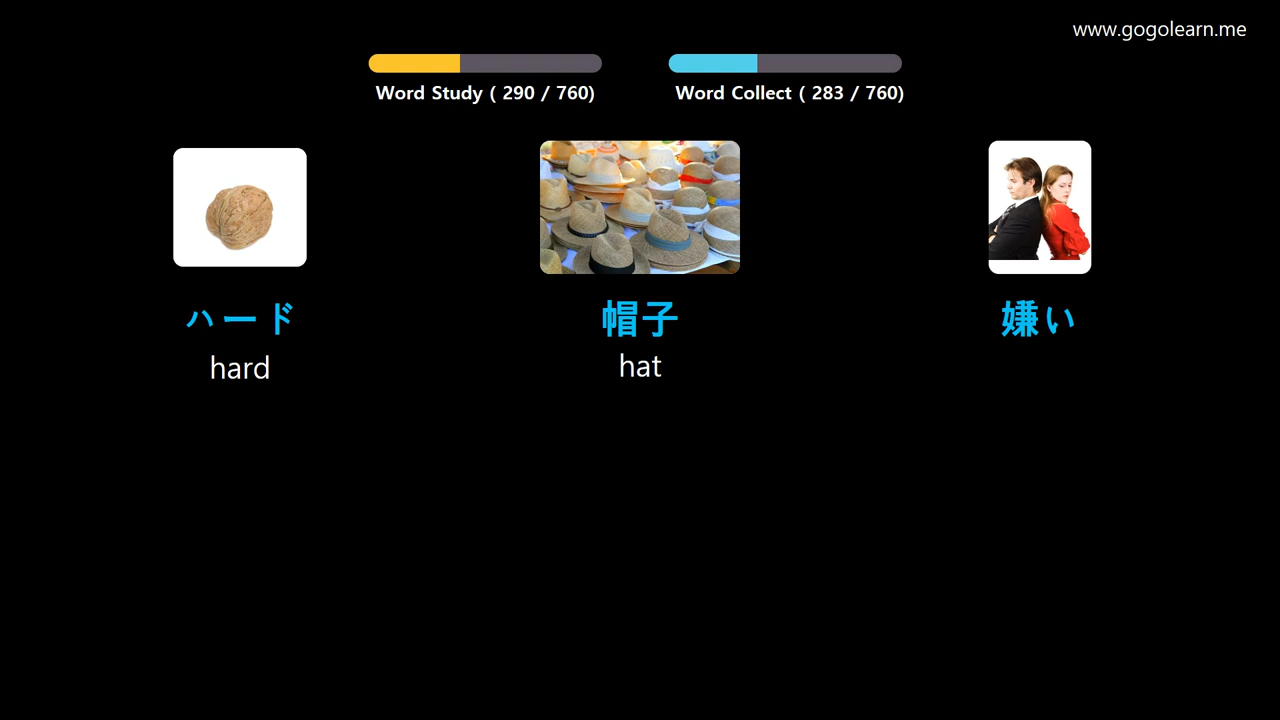 www.gogolearn.me
Word Study ( 290 / 760)
Word Collect ( 283 / 760)
ハード
帽子
嫌い
hard
hat